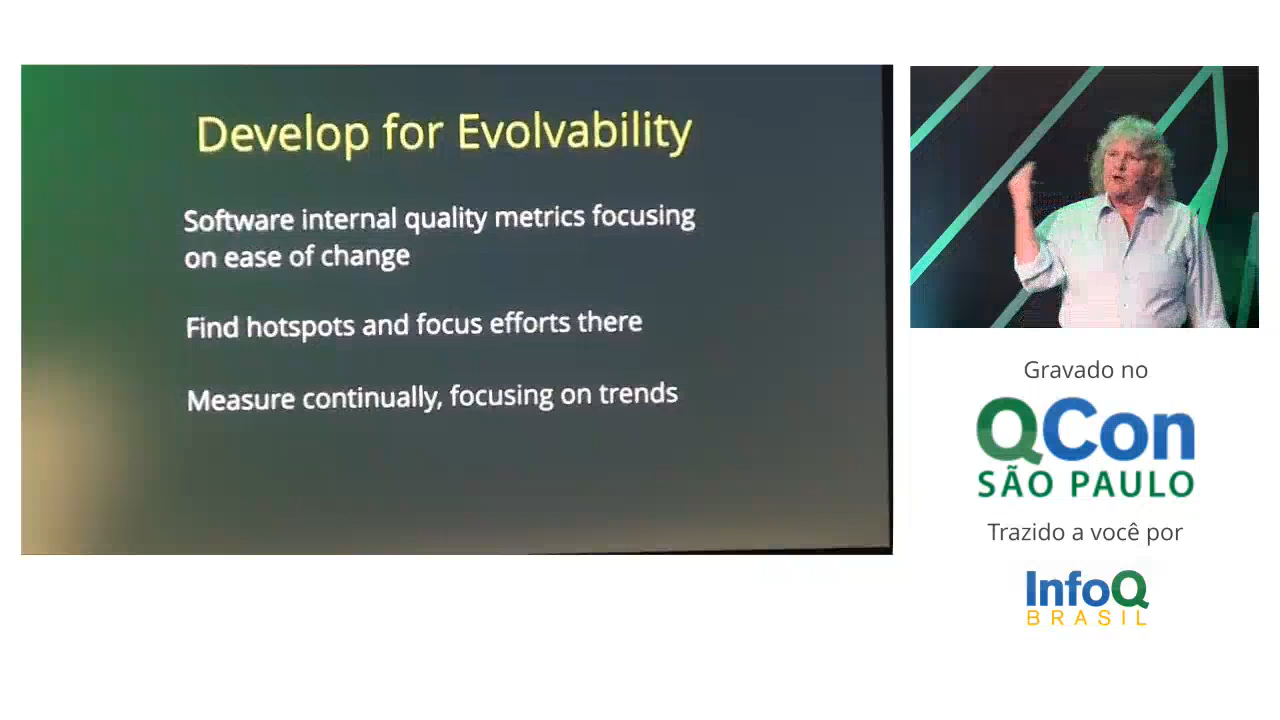 Develop for Evolvability
Software internal quality metrics focusing
on ease of change
Find hotspots and focus efforts there
Measure continually, focusing on trends
Gravado no
QCon
SÃO PAULO
Trazido a você por
InfoQ
BRASIL